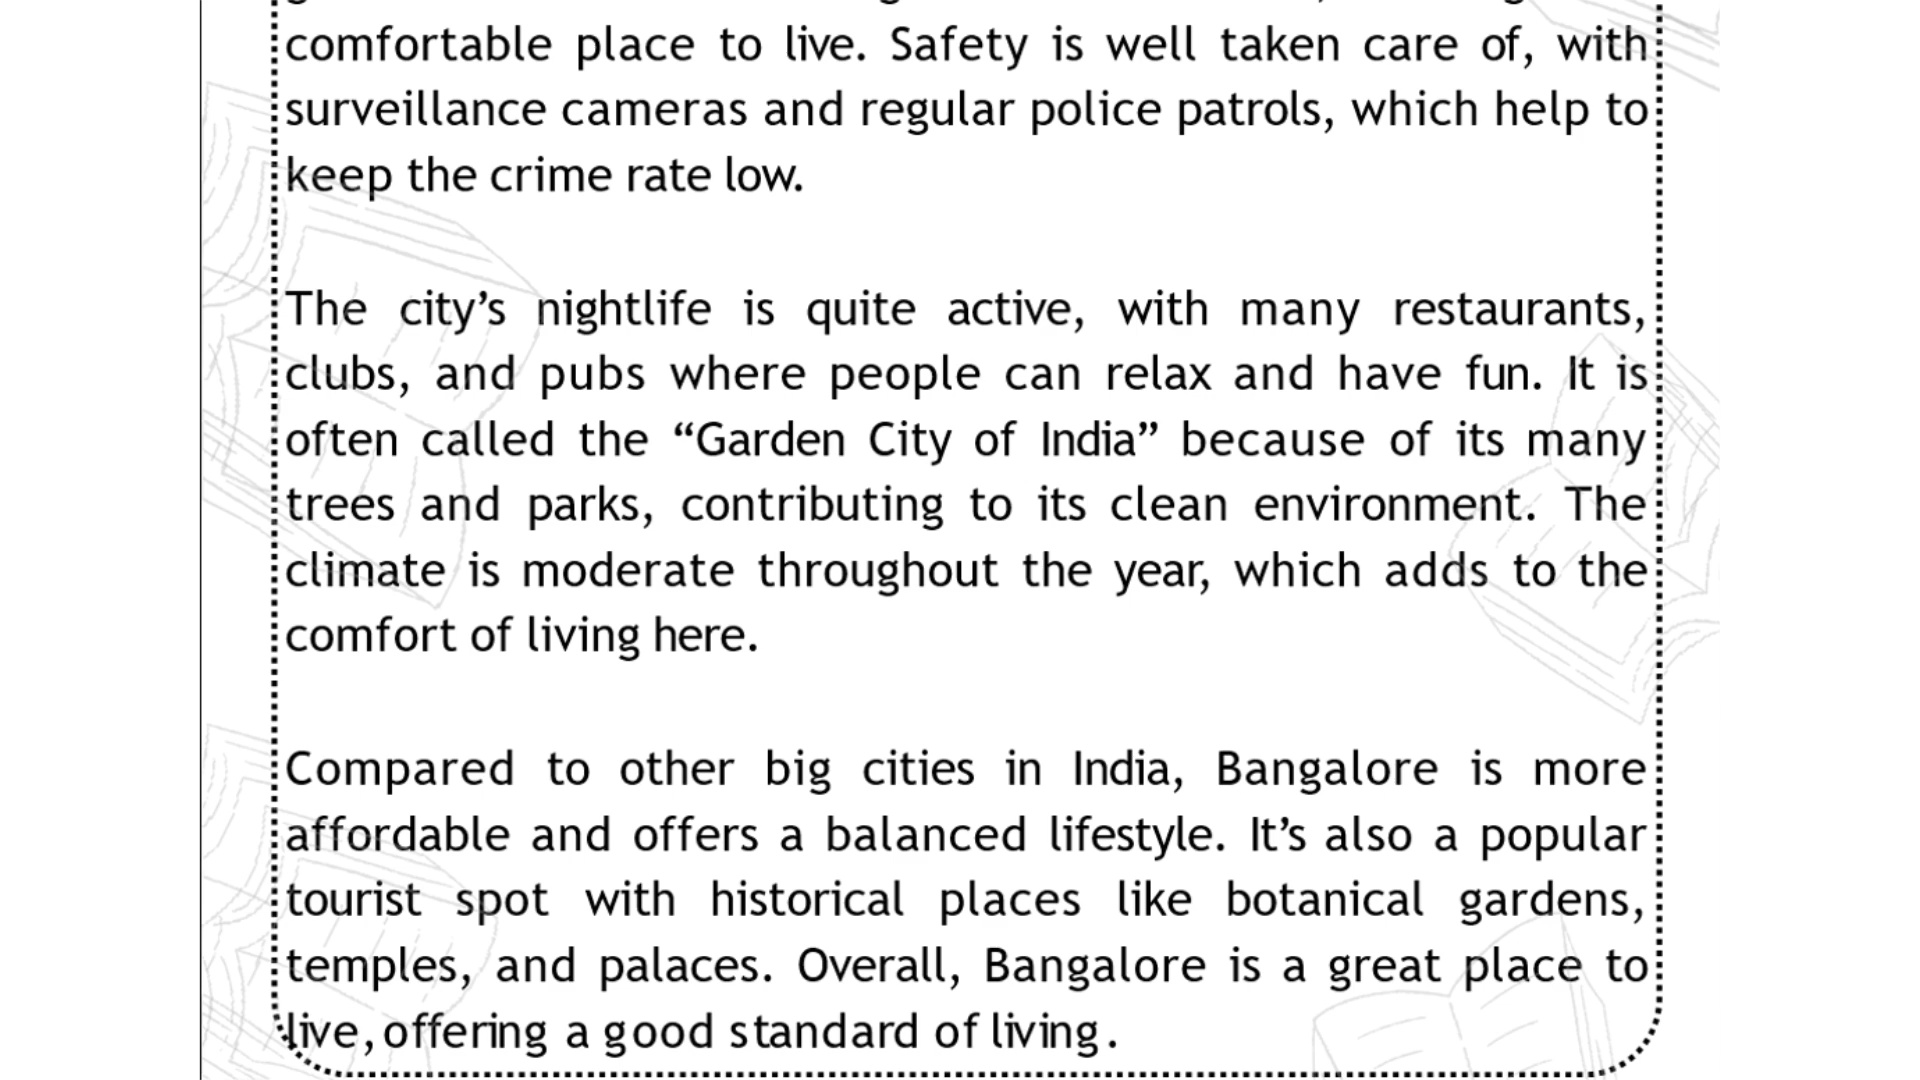 comfortable place to live. Safety is well taken care of, with
surveillance cameras and regular police patrols, which help to
keep the crime rate low.
The city’s nightlife is quite active, with many restaurants,
clubs, and pubs where people can relax and have fun. It is
often called the “Garden City of India” because of its many
trees and parks, contributing to its clean environment. The
climate is moderate throughout the year, which adds to the
comfort of living here.
Compared to other big cities in India, Bangalore is more
affordable and offers a balanced lifestyle. It’s also a popular
tourist spot with historical places like botanical gardens,
temples, and palaces. Overall, Bangalore is a great place to
live, offering a good standard of living.